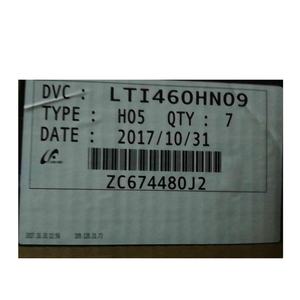 DVC : LTI460HN09
TYPE : H05 QTY : 7
DATE : 2017/10/31
ZC674480J2